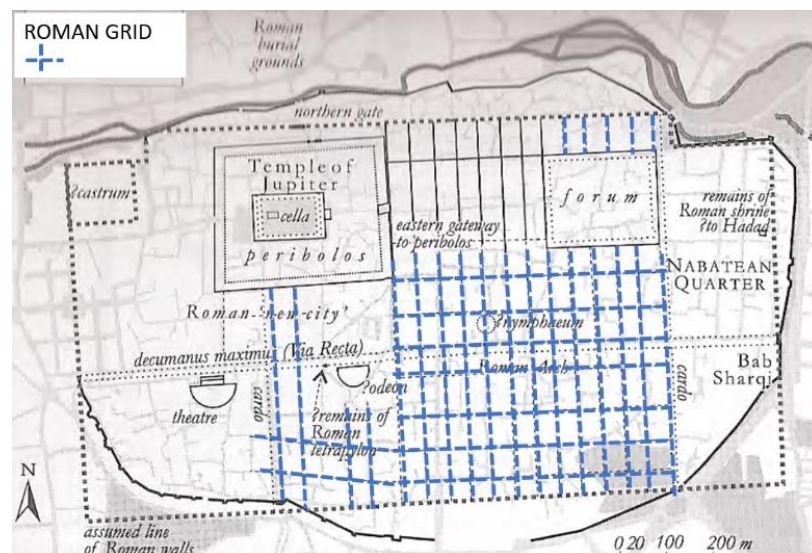 ROMAN GRID
Roman
burial
grounds
northern gate
?castrum
Temple of
Jupiter
cella
peribolos
eastern gateway
to peribolos
forum
remains of
Roman shrine
?to Hadad
NABATEAN
QUARTER
Roman 'new city'
?nymphaeum
decumanus maximus (Via Recta)
Roman Arch
Bab
Sharqi
theatre
cardo
?odeon
cardo
?remains of
Roman
tetrapylon
N
assumed line
of Roman walls
0 20 100 200 m